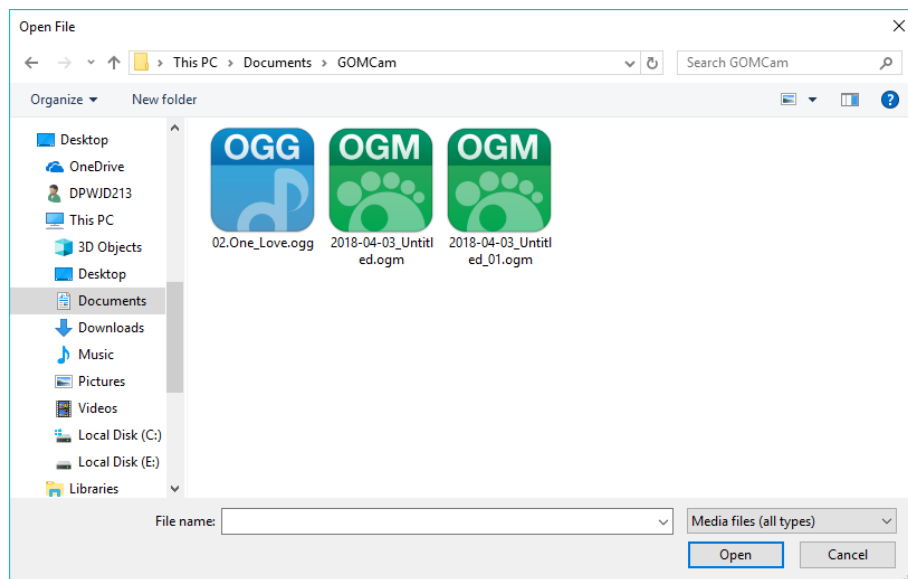 Open File
This PC > Documents > GOMCam
Search GOMCam
Organize
New folder
?
Desktop
OneDrive
DPWJD213
This PC
3D Objects
Desktop
Documents
Downloads
Music
Pictures
Videos
Local Disk (C:)
Local Disk (E:)
Libraries
OGG
OGM
OGM
02.One_Love.ogg
2018-04-03_Untitl
ed.ogm
2018-04-03_Untitl
ed_01.ogm
File name:
Media files (all types)
Open
Cancel